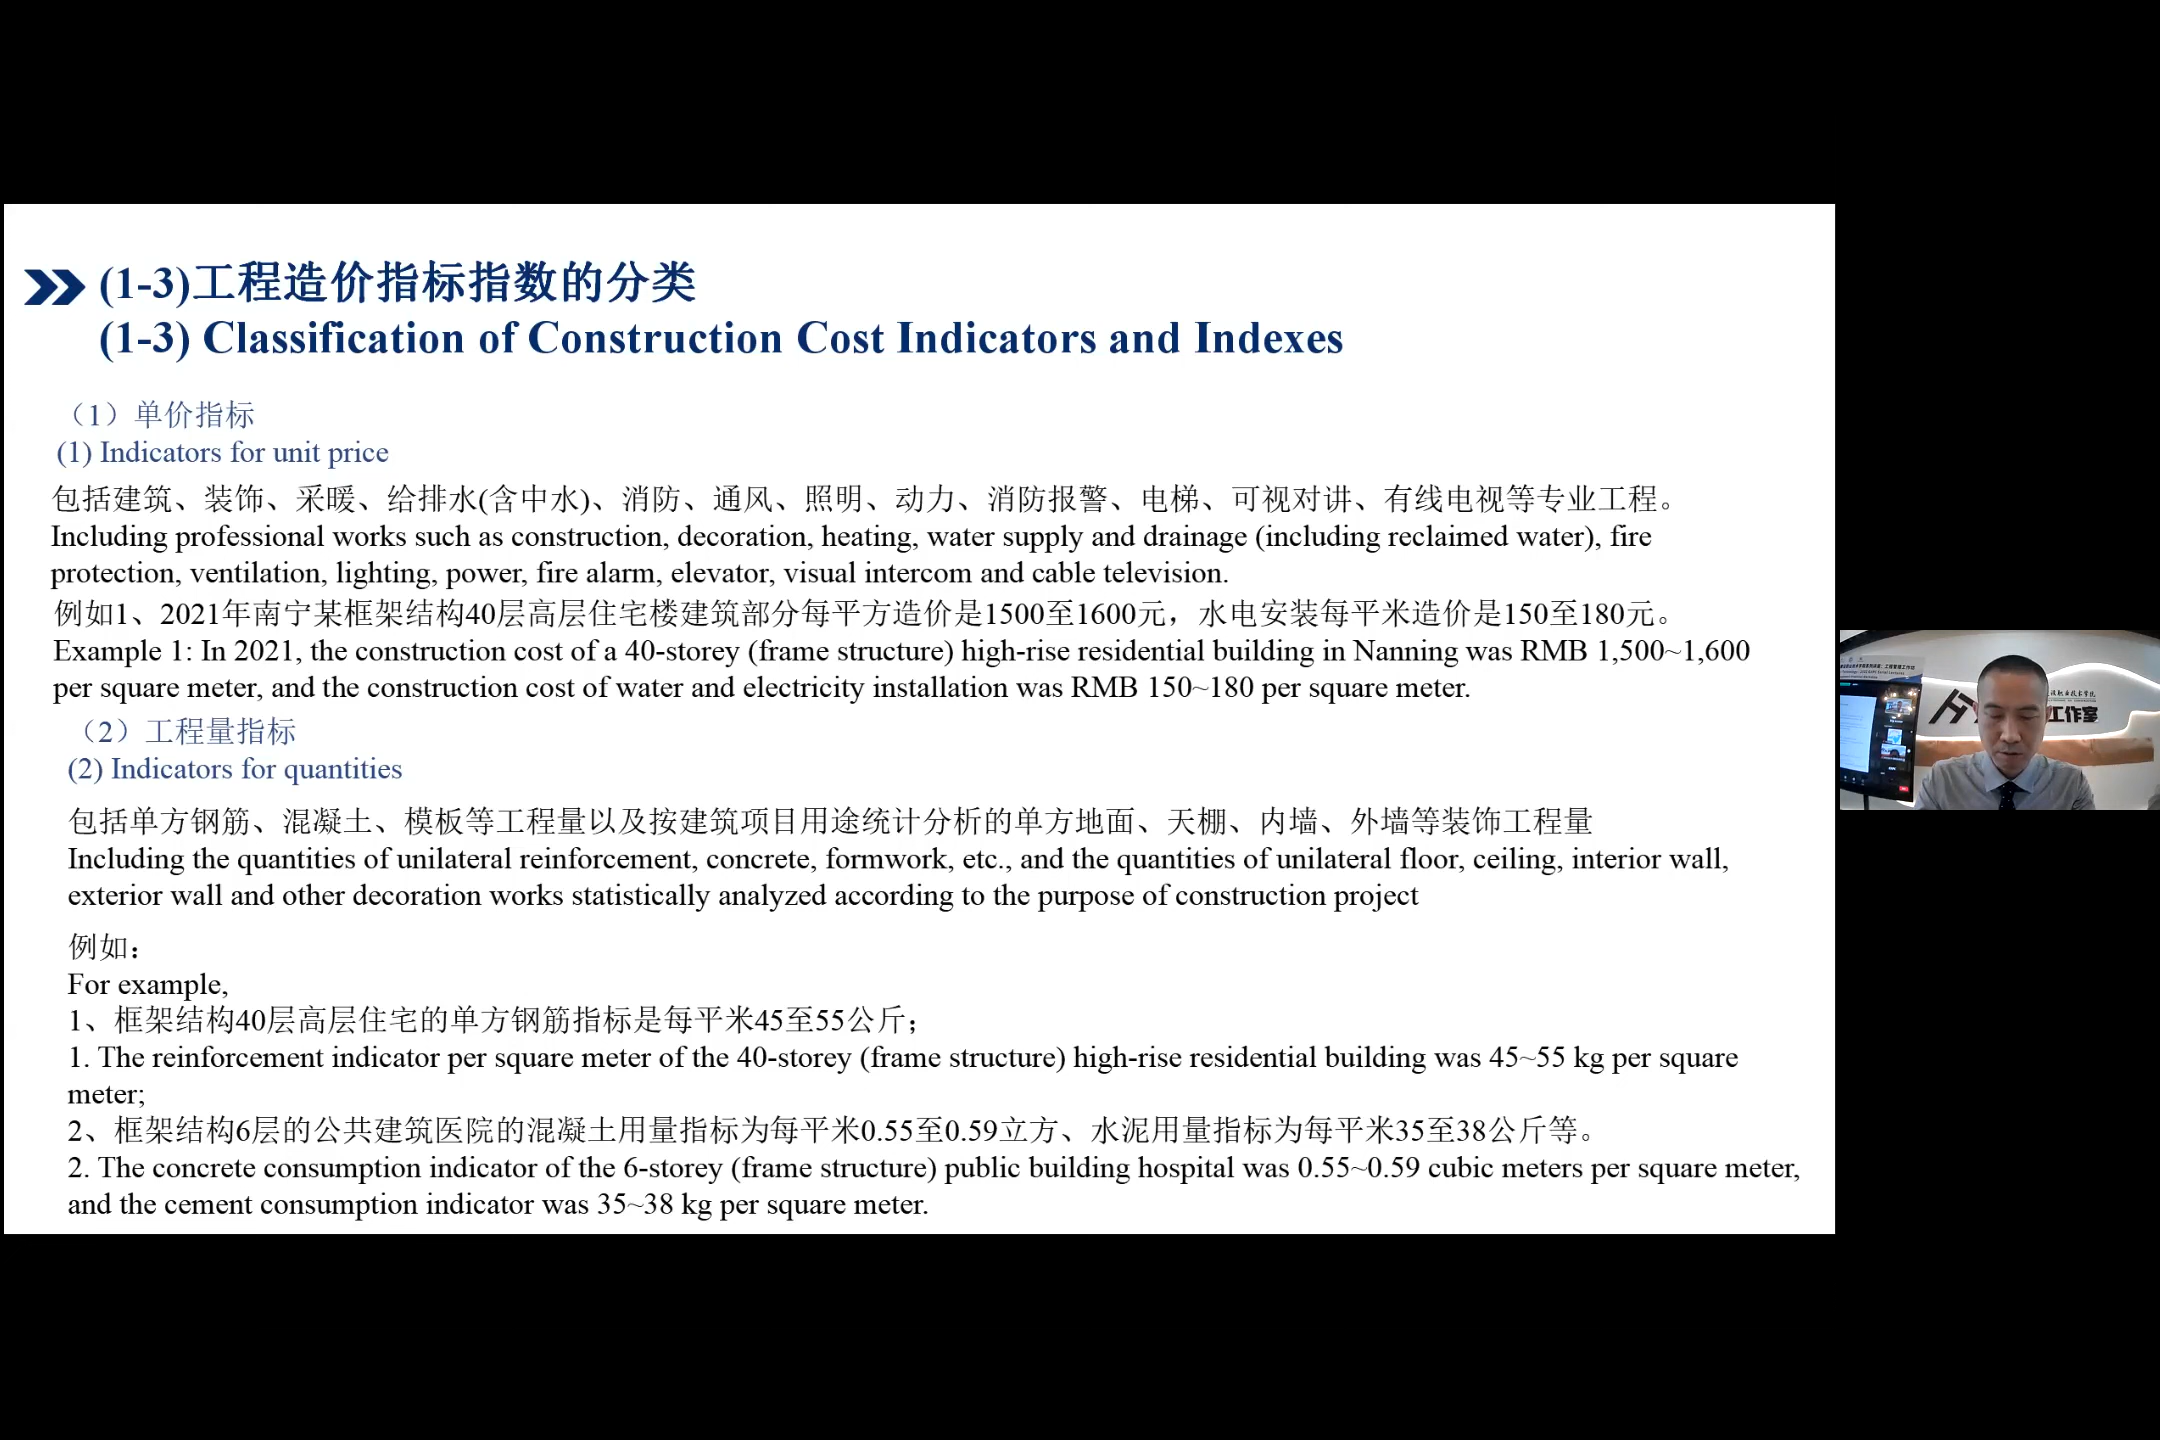 (1-3)工程造价指标指数的分类
(1-3) Classification of Construction Cost Indicators and Indexes
（1）单价指标
(1) Indicators for unit price
包括建筑、装饰、采暖、给排水(含中水)、消防、通风、照明、动力、消防报警、电梯、可视对讲、有线电视等专业工程。
Including professional works such as construction, decoration, heating, water supply and drainage (including reclaimed water), fire
protection, ventilation, lighting, power, fire alarm, elevator, visual intercom and cable television.
例如1、2021年南宁某框架结构40层高层住宅楼建筑部分每平方造价是1500至1600元，水电安装每平米造价是150至180元。
Example 1: In 2021, the construction cost of a 40-storey (frame structure) high-rise residential building in Nanning was RMB 1,500~1,600
per square meter, and the construction cost of water and electricity installation was RMB 150~180 per square meter.
（2）工程量指标
(2) Indicators for quantities
包括单方钢筋、混凝土、模板等工程量以及按建筑项目用途统计分析的单方地面、天棚、内墙、外墙等装饰工程量
Including the quantities of unilateral reinforcement, concrete, formwork, etc., and the quantities of unilateral floor, ceiling, interior wall,
exterior wall and other decoration works statistically analyzed according to the purpose of construction project
例如：
For example,
1、框架结构40层高层住宅的单方钢筋指标是每平米45至55公斤；
1. The reinforcement indicator per square meter of the 40-storey (frame structure) high-rise residential building was 45~55 kg per square
meter;
2、框架结构6层的公共建筑医院的混凝土用量指标为每平米0.55至0.59立方、水泥用量指标为每平米35至38公斤等。
2. The concrete consumption indicator of the 6-storey (frame structure) public building hospital was 0.55~0.59 cubic meters per square meter,
and the cement consumption indicator was 35~38 kg per square meter.
工作室